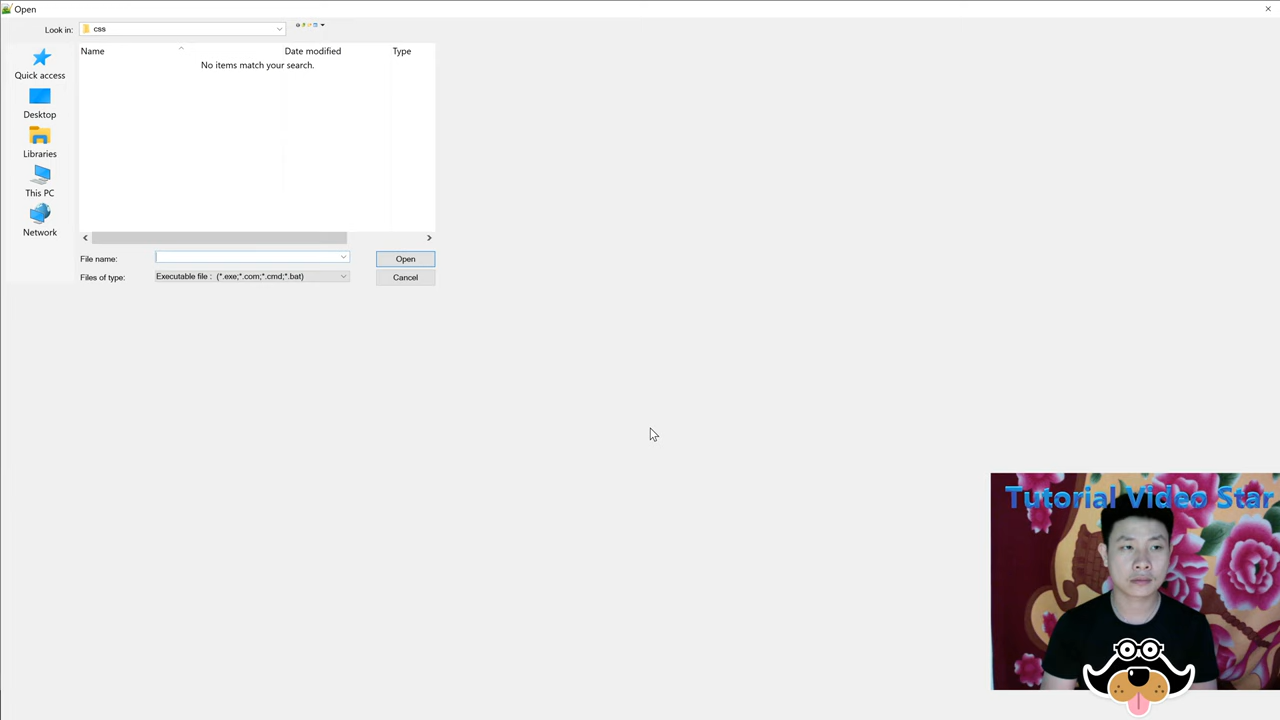 Open
Look in:
css
Name
Date modified
Type
No items match your search.
Quick access
Desktop
Libraries
This PC
Network
File name:
Open
Files of type:
Executable file : (*.exe;*.com;*.cmd;*.bat)
Cancel
Tutorial Video Star